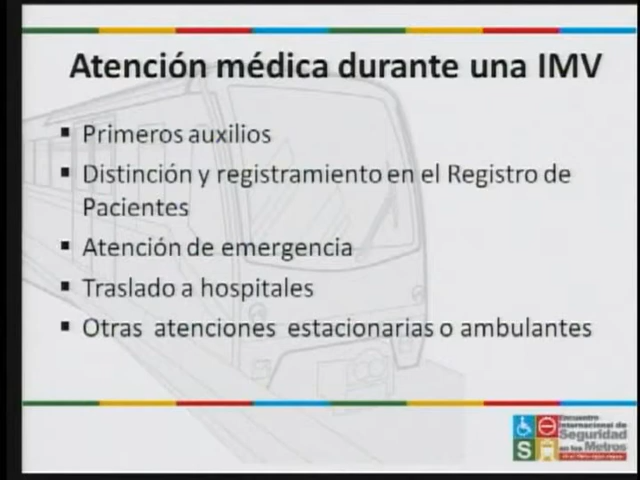 Atención médica durante una IMV
Primeros auxilios
Distinción y registramiento en el Registro de
Pacientes
Atención de emergencia
Traslado a hospitales
Otras atenciones estacionarias o ambulantes
Encuentro
Internacional de
Seguridad
en los Metros
S